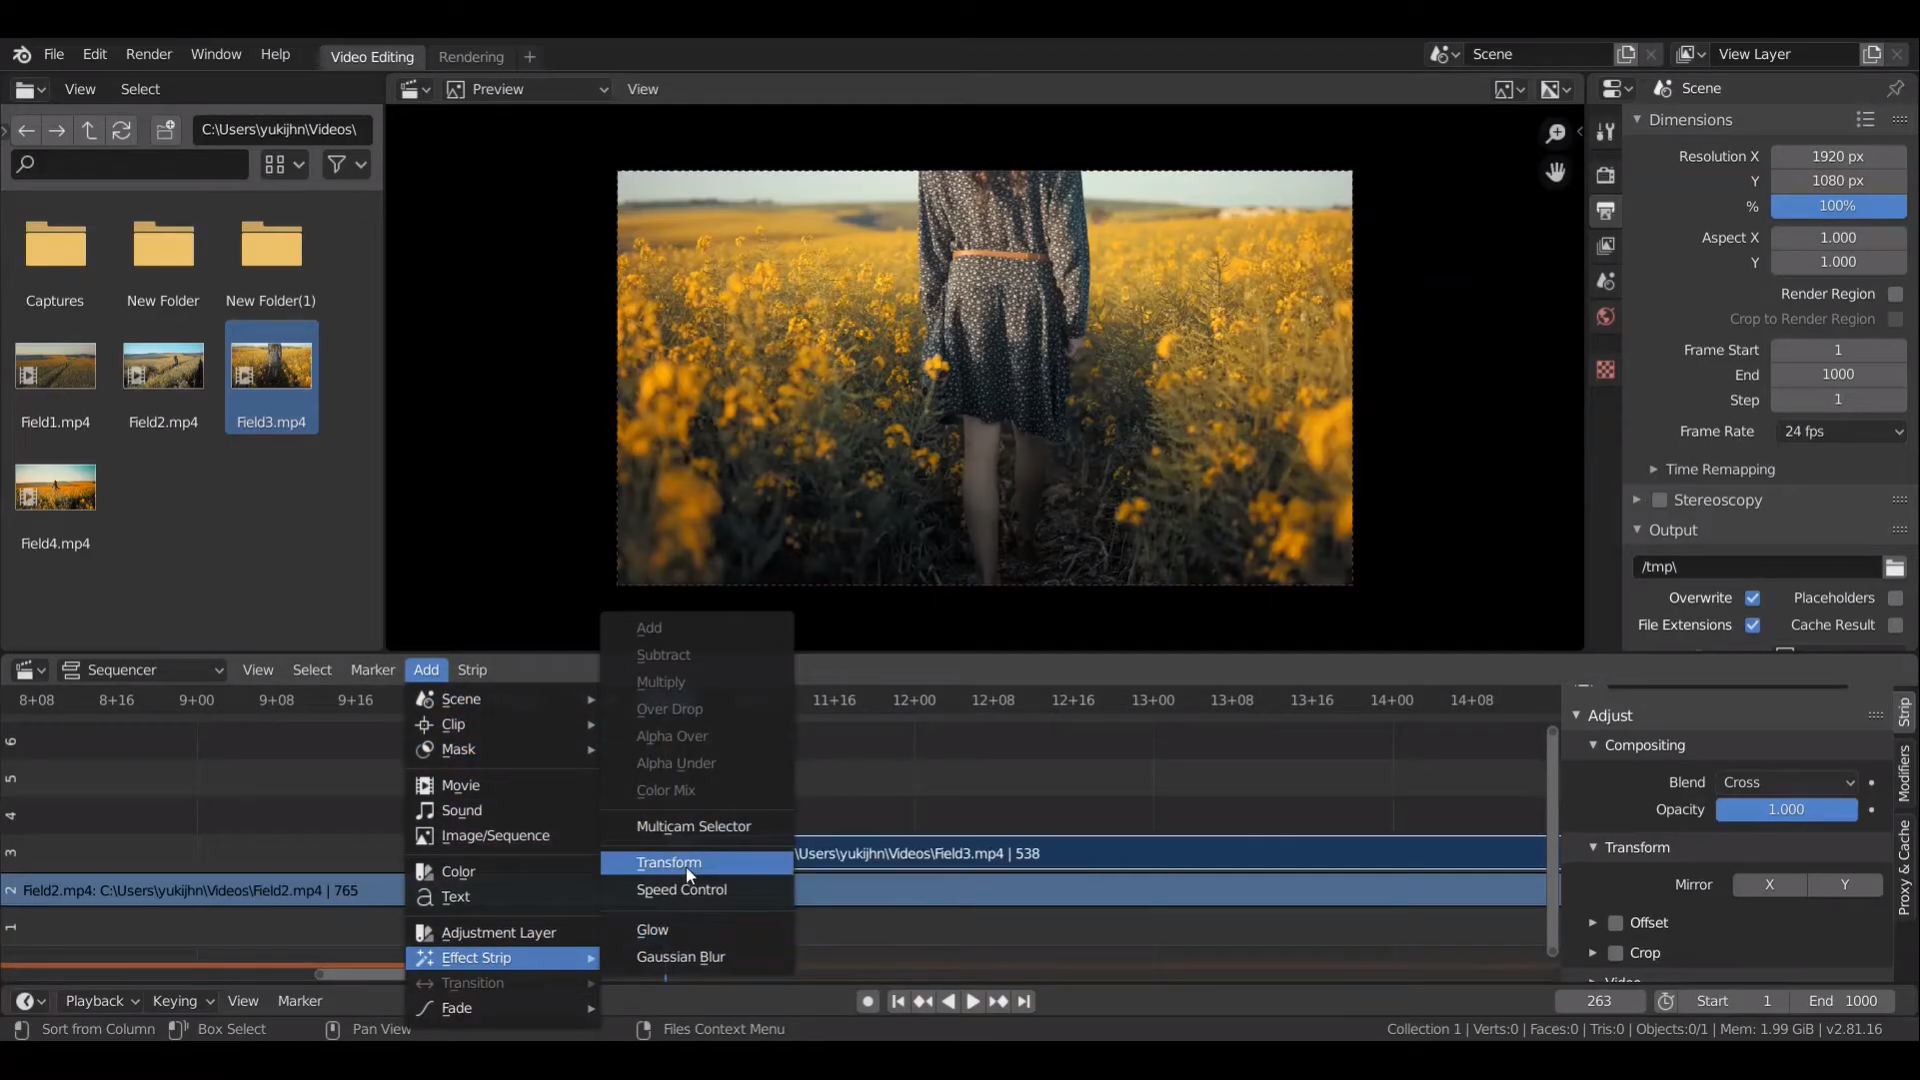 File Edit Render Window Help Video Editing Rendering + Scene View Layer
View Select Preview View Scene
C:\Users\yukijhn\Videos\
Captures New Folder New Folder(1)
Field1.mp4 Field2.mp4 Field3.mp4
Field4.mp4
Dimensions
Resolution X 1920 px
Y 1080 px
% 100%
Aspect X 1.000
Y 1.000
Render Region
Crop to Render Region
Frame Start 1
End 1000
Step 1
Frame Rate 24 fps
Time Remapping
Stereoscopy
Output
/tmp\
Overwrite Placeholders
File Extensions Cache Result
Sequencer View Select Marker Add Strip
8+08 8+16 9+00 9+08 9+16 11+16 12+00 12+08 12+16 13+00 13+08 13+16 14+00 14+08
6
5
4
3
2
1
\Users\yukijhn\Videos\Field3.mp4 | 538
Field2.mp4: C:\Users\yukijhn\Videos\Field2.mp4 | 765
Scene
Clip
Mask
Movie
Sound
Image/Sequence
Color
Text
Adjustment Layer
Effect Strip
Transition
Fade
Add
Subtract
Multiply
Over Drop
Alpha Over
Alpha Under
Color Mix
Multicam Selector
Transform
Speed Control
Glow
Gaussian Blur
Adjust
Compositing
Blend Cross
Opacity 1.000
Transform
Mirror X Y
Offset
Crop
Strip
Modifiers
Proxy & Cache
Playback Keying View Marker 263 Start 1 End 1000
Sort from Column Box Select Pan View Files Context Menu Collection 1 | Verts:0 | Faces:0 | Tris:0 | Objects:0/1 | Mem: 1.99 GiB | v2.81.16